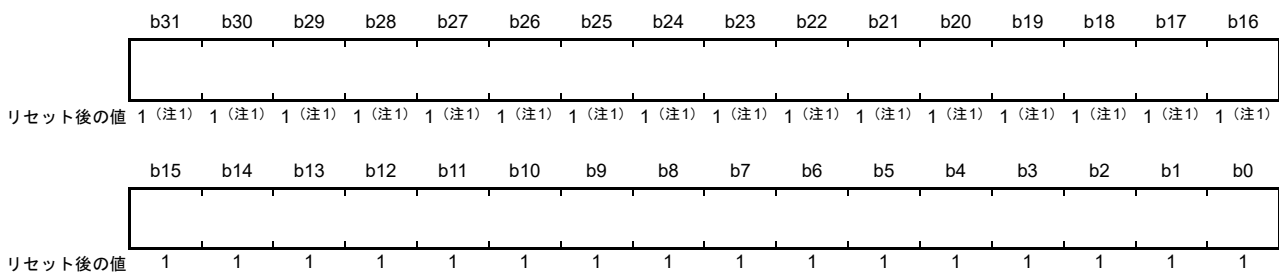 b31 b30 b29 b28 b27 b26 b25 b24 b23 b22 b21 b20 b19 b18 b17 b16
リセット後の値 1（注1） 1（注1） 1（注1） 1（注1） 1（注1） 1（注1） 1（注1） 1（注1） 1（注1） 1（注1） 1（注1） 1（注1） 1（注1） 1（注1） 1（注1） 1（注1）
b15 b14 b13 b12 b11 b10 b9 b8 b7 b6 b5 b4 b3 b2 b1 b0
リセット後の値 1 1 1 1 1 1 1 1 1 1 1 1 1 1 1 1